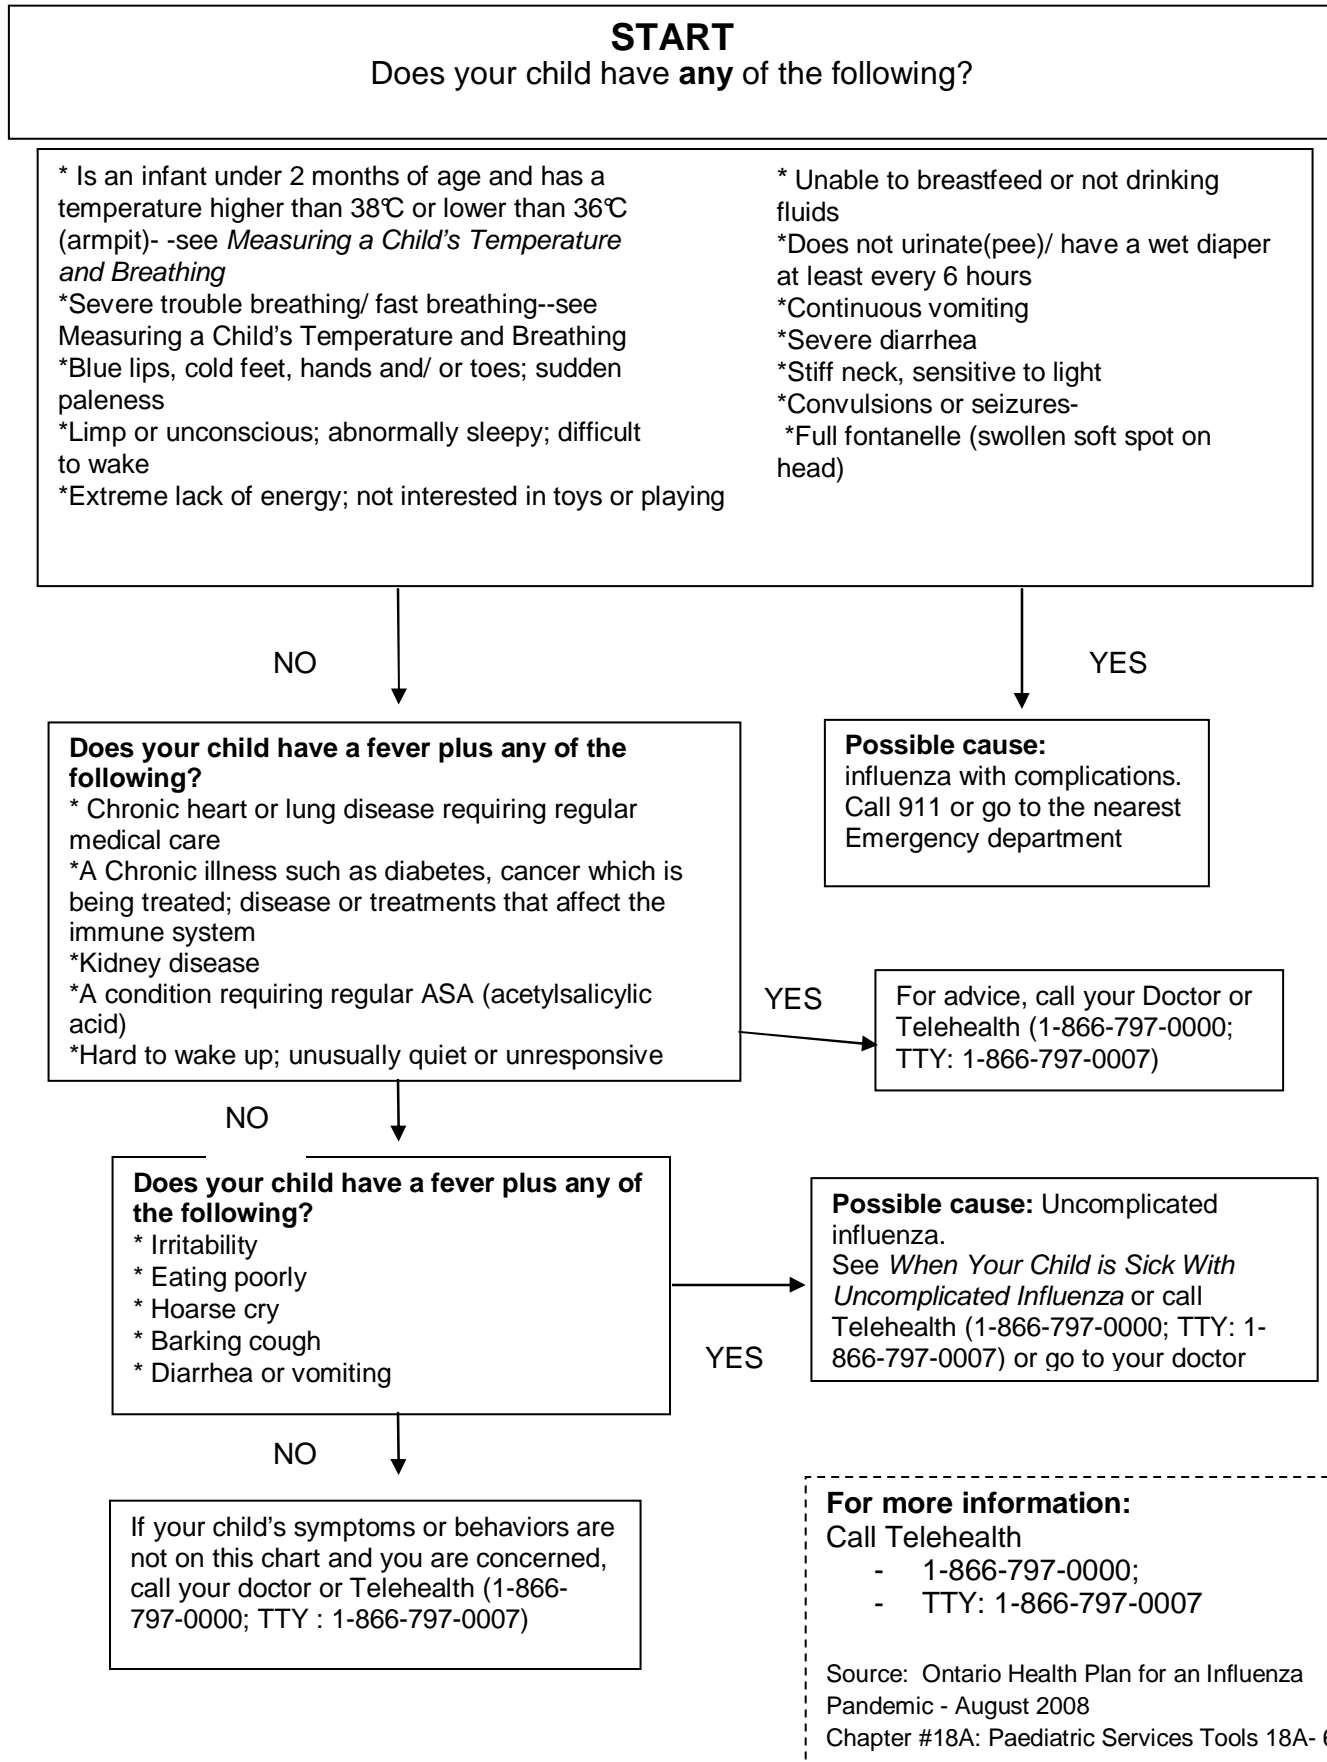 START
Does your child have any of the following?
* Is an infant under 2 months of age and has a
temperature higher than 38℃ or lower than 36℃
(armpit)- -see Measuring a Child's Temperature
and Breathing
*Severe trouble breathing/ fast breathing--see
Measuring a Child's Temperature and Breathing
*Blue lips, cold feet, hands and/ or toes; sudden
paleness
*Limp or unconscious; abnormally sleepy; difficult
to wake
*Extreme lack of energy; not interested in toys or playing
* Unable to breastfeed or not drinking
fluids
*Does not urinate(pee)/ have a wet diaper
at least every 6 hours
*Continuous vomiting
*Severe diarrhea
*Stiff neck, sensitive to light
*Convulsions or seizures-
*Full fontanelle (swollen soft spot on
head)
NO
YES
Does your child have a fever plus any of the
following?
* Chronic heart or lung disease requiring regular
medical care
*A Chronic illness such as diabetes, cancer which is
being treated; disease or treatments that affect the
immune system
*Kidney disease
*A condition requiring regular ASA (acetylsalicylic
acid)
*Hard to wake up; unusually quiet or unresponsive
Possible cause:
influenza with complications.
Call 911 or go to the nearest
Emergency department
YES
For advice, call your Doctor or
Telehealth (1-866-797-0000;
TTY: 1-866-797-0007)
NO
Does your child have a fever plus any of
the following?
* Irritability
* Eating poorly
* Hoarse cry
* Barking cough
* Diarrhea or vomiting
YES
Possible cause: Uncomplicated
influenza.
See When Your Child is Sick With
Uncomplicated Influenza or call
Telehealth (1-866-797-0000; TTY: 1-
866-797-0007) or go to your doctor
NO
If your child's symptoms or behaviors are
not on this chart and you are concerned,
call your doctor or Telehealth (1-866-
797-0000; TTY : 1-866-797-0007)
For more information:
Call Telehealth
- 1-866-797-0000;
- TTY: 1-866-797-0007
Source: Ontario Health Plan for an Influenza
Pandemic - August 2008
Chapter #18A: Paediatric Services Tools 18A- 6